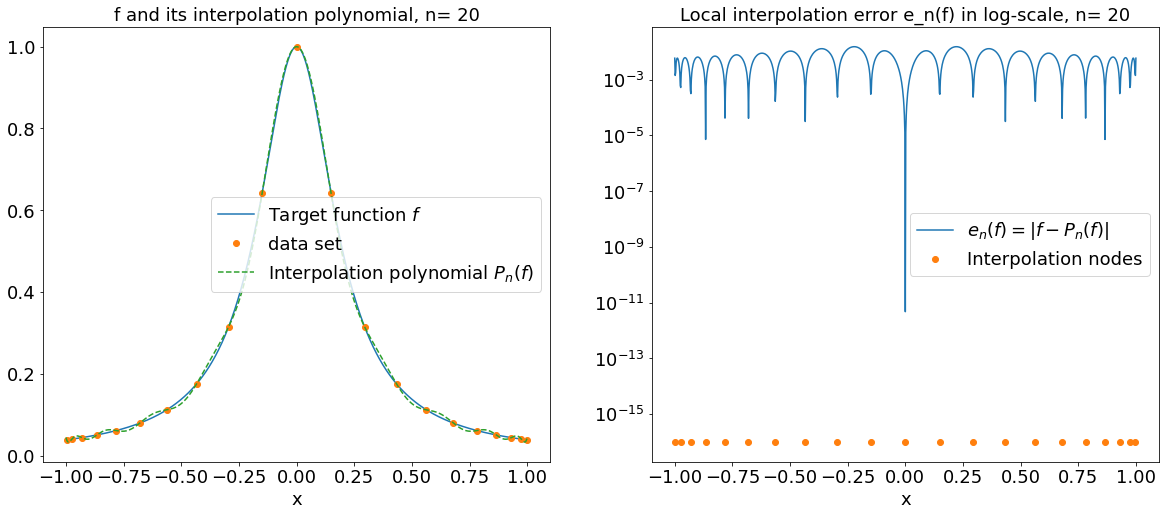 f and its interpolation polynomial, n= 20
1.0
0.8
0.6
0.4
0.2
0.0
Target function f
data set
Interpolation polynomial Pₙ(f)
−1.00 −0.75 −0.50 −0.25 0.00 0.25 0.50 0.75 1.00
x
Local interpolation error e_n(f) in log-scale, n= 20
10⁻³
10⁻⁵
10⁻⁷
10⁻⁹
10⁻¹¹
10⁻¹³
10⁻¹⁵
eₙ(f) = |f − Pₙ(f)|
Interpolation nodes
−1.00 −0.75 −0.50 −0.25 0.00 0.25 0.50 0.75 1.00
x